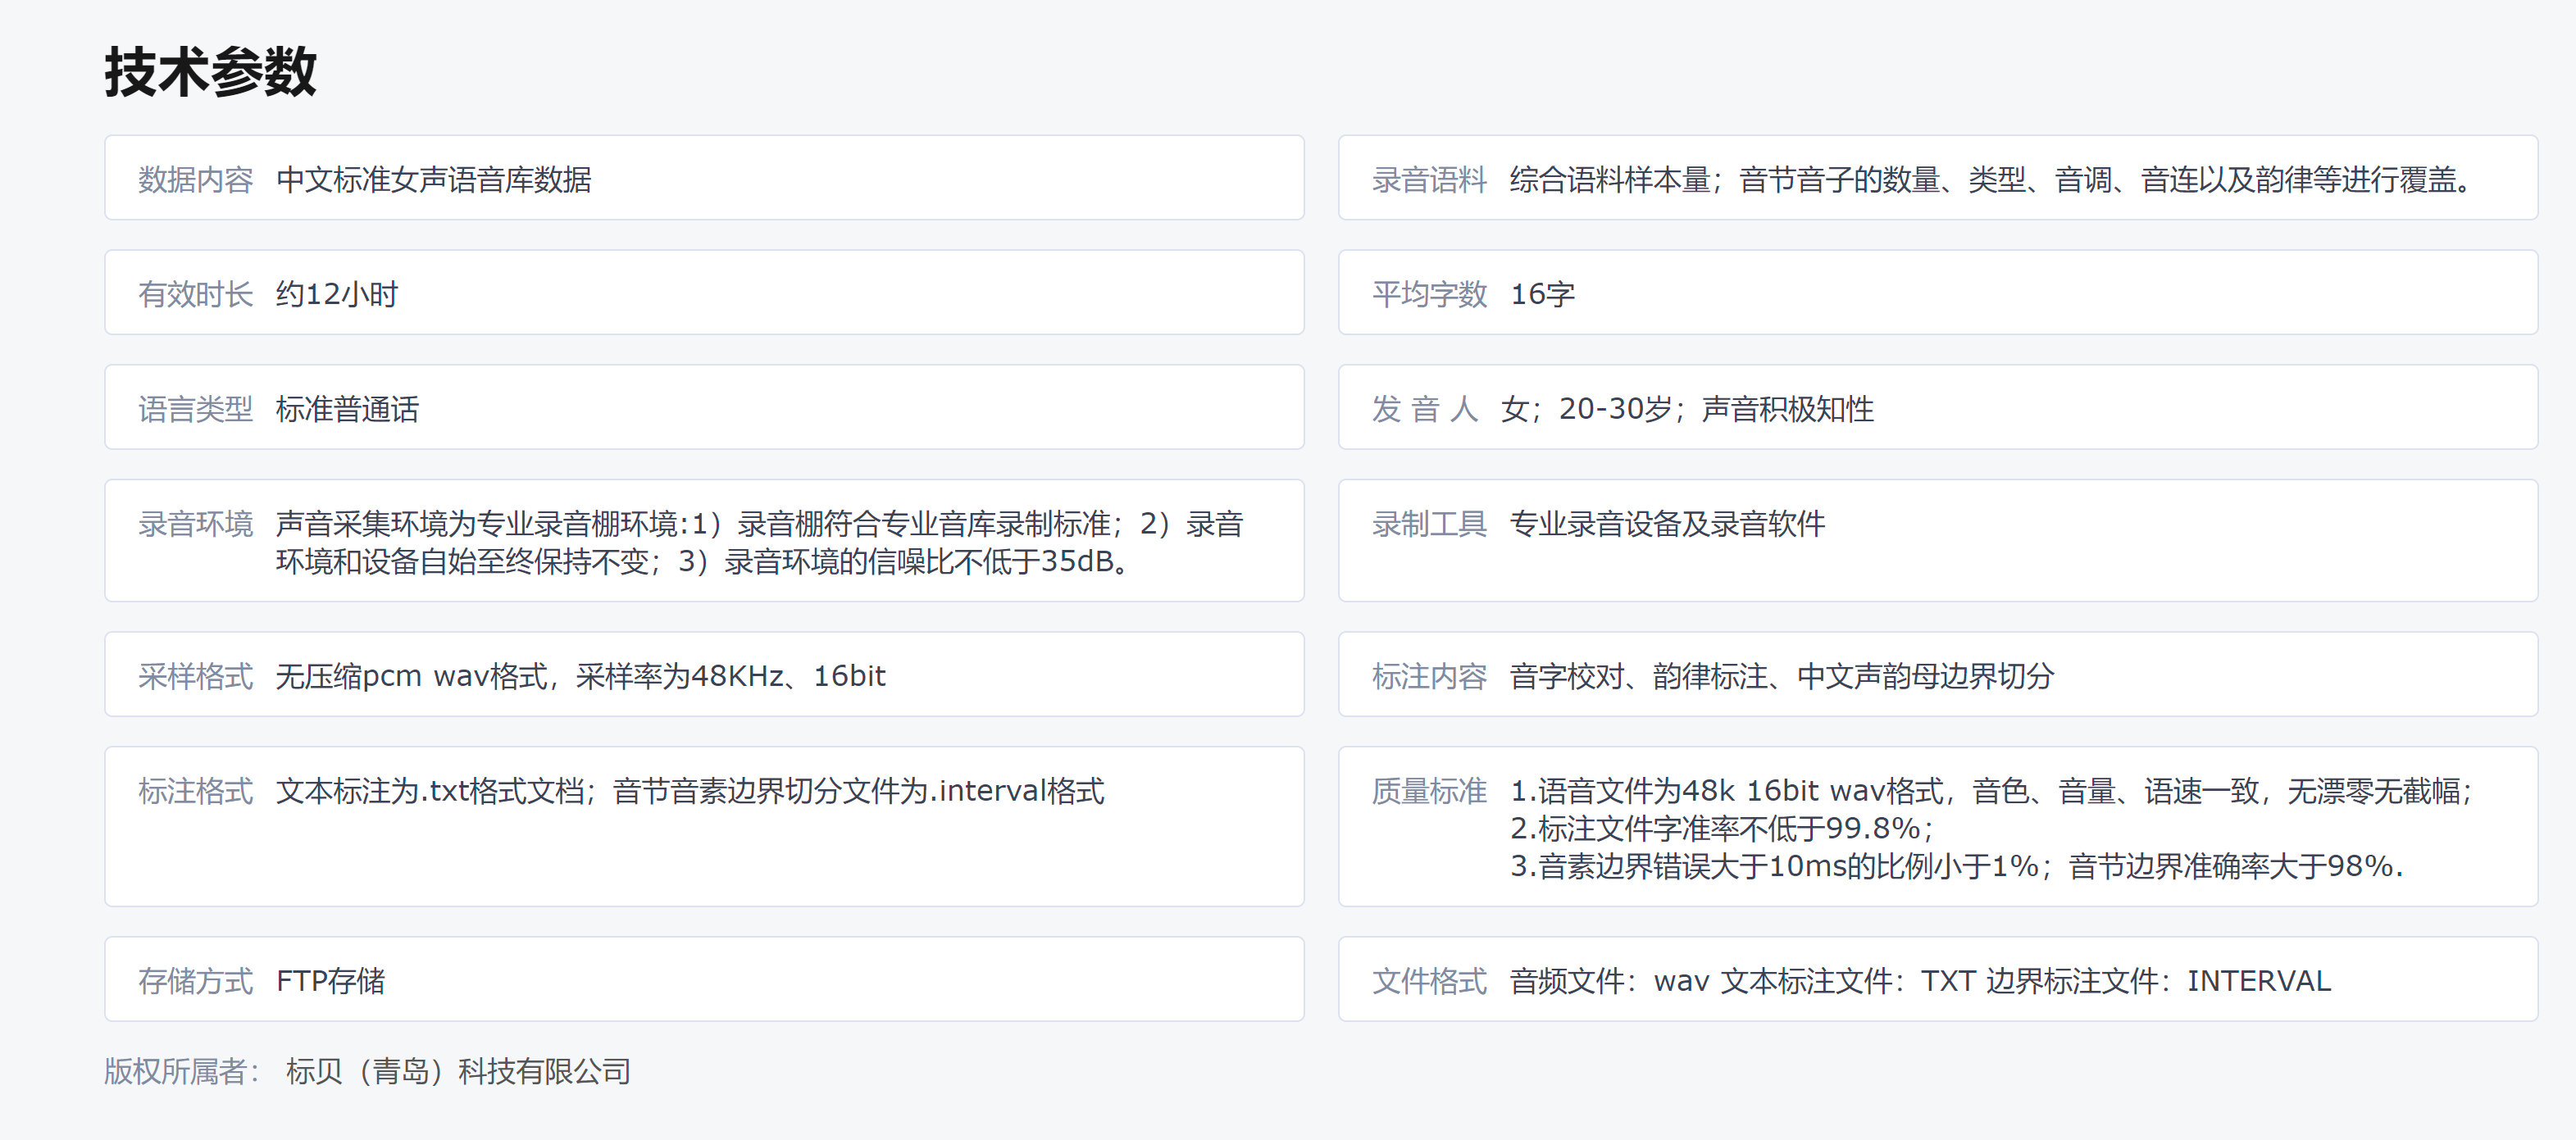 技术参数
数据内容 中文标准女声语音库数据
录音语料 综合语料样本量；音节音子的数量、类型、音调、音连以及韵律等进行覆盖。
有效时长 约12小时
平均字数 16字
语言类型 标准普通话
发 音 人 女；20-30岁；声音积极知性
录音环境 声音采集环境为专业录音棚环境:1）录音棚符合专业音库录制标准；2）录音
环境和设备自始至终保持不变；3）录音环境的信噪比不低于35dB。
录制工具 专业录音设备及录音软件
采样格式 无压缩pcm wav格式，采样率为48KHz、16bit
标注内容 音字校对、韵律标注、中文声韵母边界切分
标注格式 文本标注为.txt格式文档；音节音素边界切分文件为.interval格式
质量标准 1.语音文件为48k 16bit wav格式，音色、音量、语速一致，无漂零无截幅；
2.标注文件字准率不低于99.8%；
3.音素边界错误大于10ms的比例小于1%；音节边界准确率大于98%.
存储方式 FTP存储
文件格式 音频文件：wav 文本标注文件：TXT 边界标注文件：INTERVAL
版权所属者： 标贝（青岛）科技有限公司